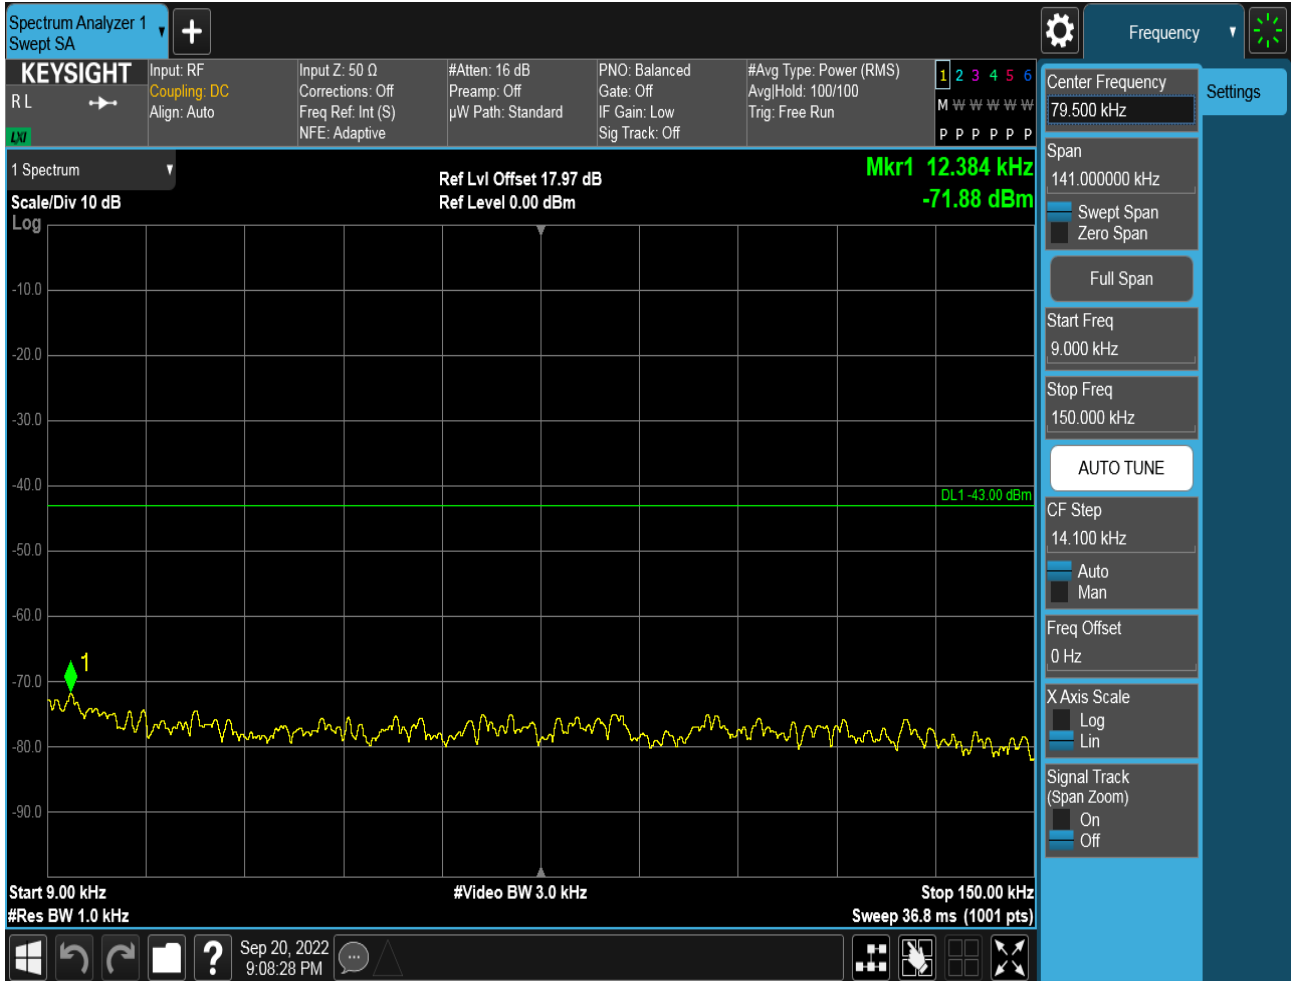 Spectrum Analyzer 1
Swept SA
Frequency
KEYSIGHT
R L
LXI
Input: RF
Coupling: DC
Align: Auto
Input Z: 50 Ω
Corrections: Off
Freq Ref: Int (S)
NFE: Adaptive
#Atten: 16 dB
Preamp: Off
µW Path: Standard
PNO: Balanced
Gate: Off
IF Gain: Low
Sig Track: Off
#Avg Type: Power (RMS)
Avg|Hold: 100/100
Trig: Free Run
1 2 3 4 5 6
M W W W W W
P P P P P P
1 Spectrum
Scale/Div 10 dB
Log
Ref Lvl Offset 17.97 dB
Ref Level 0.00 dBm
Mkr1 12.384 kHz
-71.88 dBm
-10.0
-20.0
-30.0
-40.0
DL1 -43.00 dBm
-50.0
-60.0
1
-70.0
-80.0
-90.0
Start 9.00 kHz
#Res BW 1.0 kHz
#Video BW 3.0 kHz
Stop 150.00 kHz
Sweep 36.8 ms (1001 pts)
?
Sep 20, 2022
9:08:28 PM
Center Frequency
79.500 kHz
Settings
Span
141.000000 kHz
Swept Span
Zero Span
Full Span
Start Freq
9.000 kHz
Stop Freq
150.000 kHz
AUTO TUNE
CF Step
14.100 kHz
Auto
Man
Freq Offset
0 Hz
X Axis Scale
Log
Lin
Signal Track
(Span Zoom)
On
Off